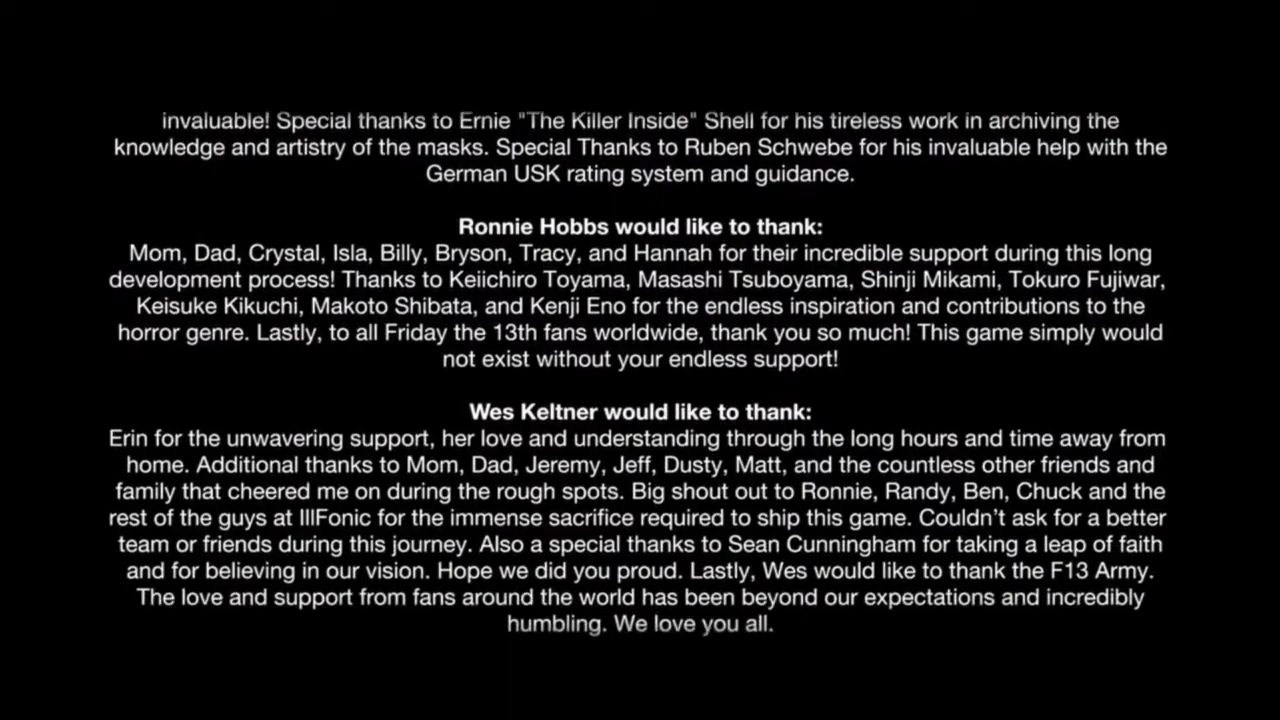 invaluable! Special thanks to Ernie "The Killer Inside" Shell for his tireless work in archiving the
knowledge and artistry of the masks. Special Thanks to Ruben Schwebe for his invaluable help with the
German USK rating system and guidance.
Ronnie Hobbs would like to thank:
Mom, Dad, Crystal, Isla, Billy, Bryson, Tracy, and Hannah for their incredible support during this long
development process! Thanks to Keiichiro Toyama, Masashi Tsuboyama, Shinji Mikami, Tokuro Fujiwar,
Keisuke Kikuchi, Makoto Shibata, and Kenji Eno for the endless inspiration and contributions to the
horror genre. Lastly, to all Friday the 13th fans worldwide, thank you so much! This game simply would
not exist without your endless support!
Wes Keltner would like to thank:
Erin for the unwavering support, her love and understanding through the long hours and time away from
home. Additional thanks to Mom, Dad, Jeremy, Jeff, Dusty, Matt, and the countless other friends and
family that cheered me on during the rough spots. Big shout out to Ronnie, Randy, Ben, Chuck and the
rest of the guys at IllFonic for the immense sacrifice required to ship this game. Couldn’t ask for a better
team or friends during this journey. Also a special thanks to Sean Cunningham for taking a leap of faith
and for believing in our vision. Hope we did you proud. Lastly, Wes would like to thank the F13 Army.
The love and support from fans around the world has been beyond our expectations and incredibly
humbling. We love you all.